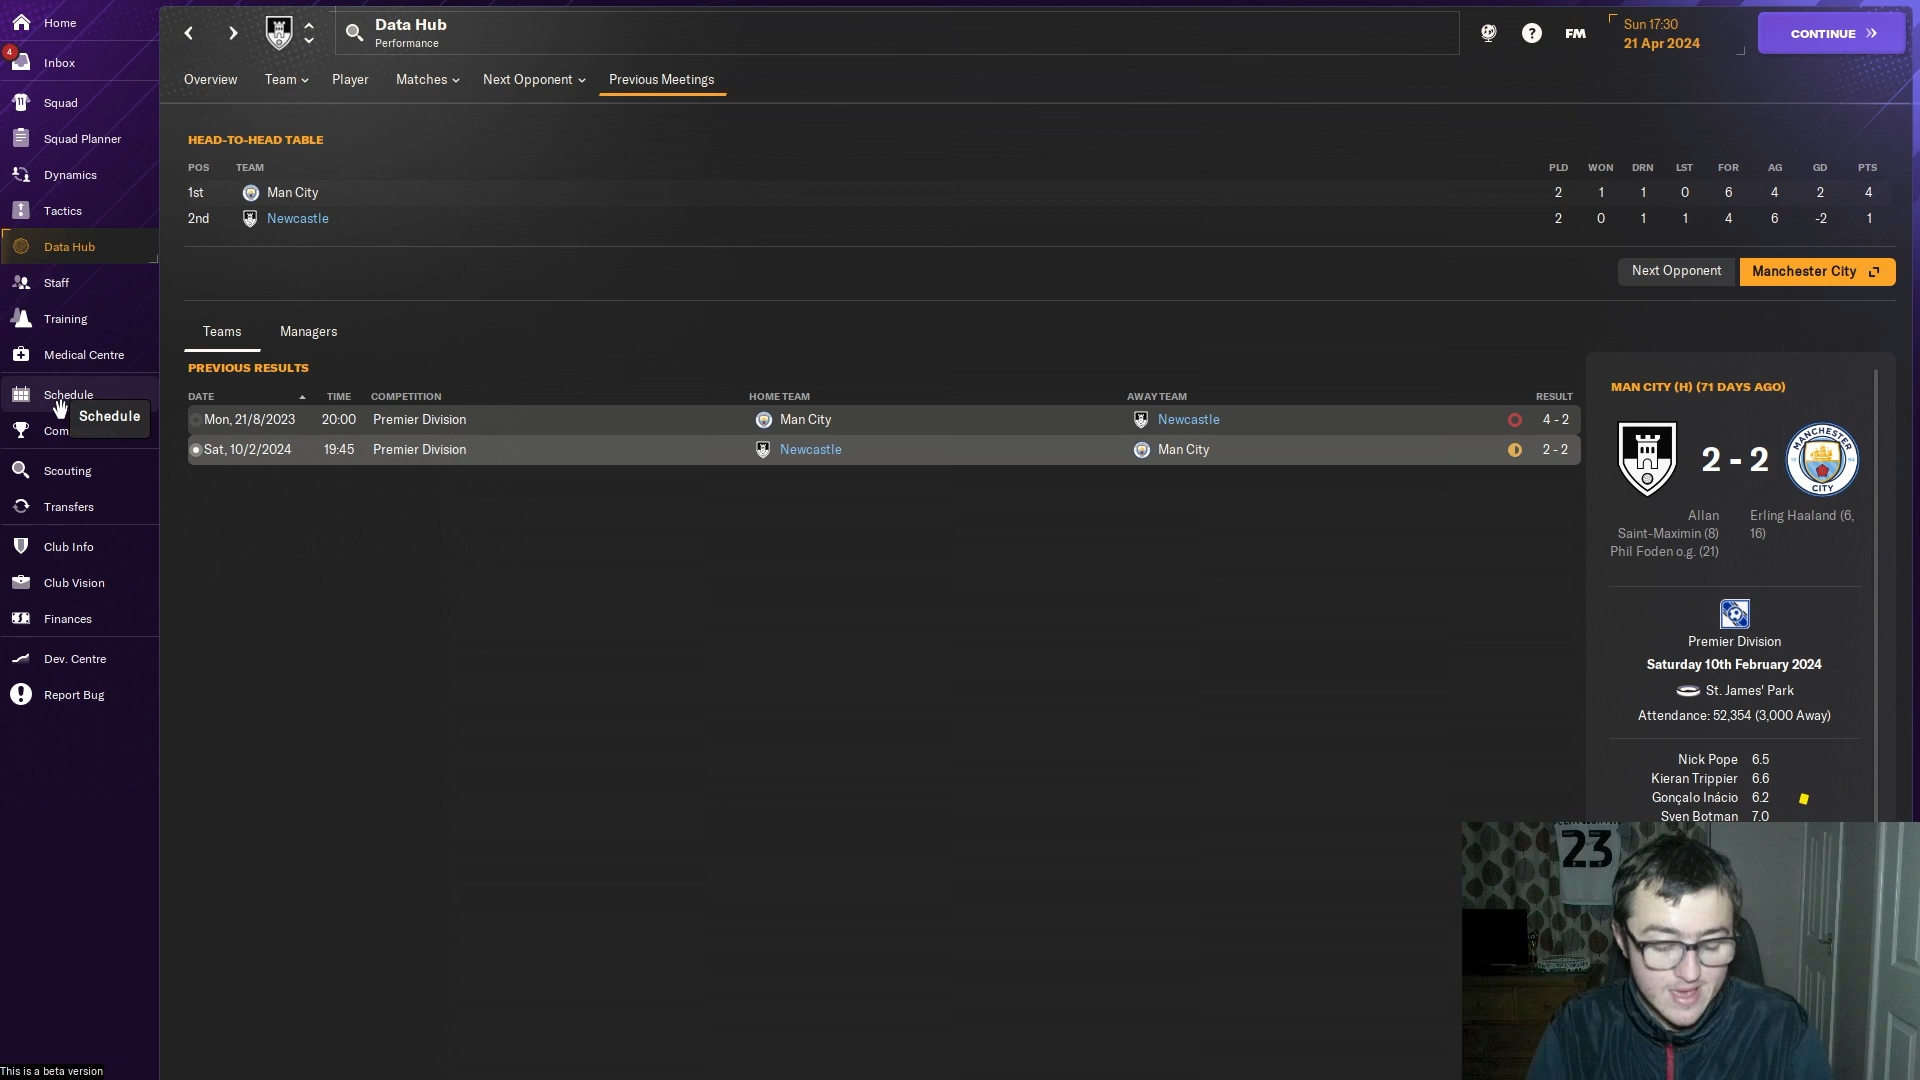 Home
4
Inbox
Squad
Squad Planner
Dynamics
Tactics
Data Hub
Staff
Training
Medical Centre
Schedule
Schedule
Scouting
Transfers
Club Info
Club Vision
Finances
Dev. Centre
Report Bug
This is a beta version
Data Hub
Performance
FM
Sun 17:30
21 Apr 2024
CONTINUE
Overview
Team
Player
Matches
Next Opponent
Previous Meetings
HEAD-TO-HEAD TABLE
POS TEAM PLD WON DRN LST FOR AG GD PTS
1st Man City 2 1 1 0 6 4 2 4
2nd Newcastle 2 0 1 1 4 6 -2 1
Next Opponent
Manchester City
Teams
Managers
PREVIOUS RESULTS
DATE TIME COMPETITION HOME TEAM AWAY TEAM RESULT
Mon, 21/8/2023 20:00 Premier Division Man City Newcastle 4 - 2
Sat, 10/2/2024 19:45 Premier Division Newcastle Man City 2 - 2
MAN CITY (H) (71 DAYS AGO)
2 - 2
MANCHESTER
CITY
Allan
Saint-Maximin (8)
Phil Foden o.g. (21)
Erling Haaland (6,
16)
Premier Division
Saturday 10th February 2024
St. James' Park
Attendance: 52,354 (3,000 Away)
Nick Pope 6.5
Kieran Trippier 6.6
Gonçalo Inácio 6.2
Sven Botman 7.0
23